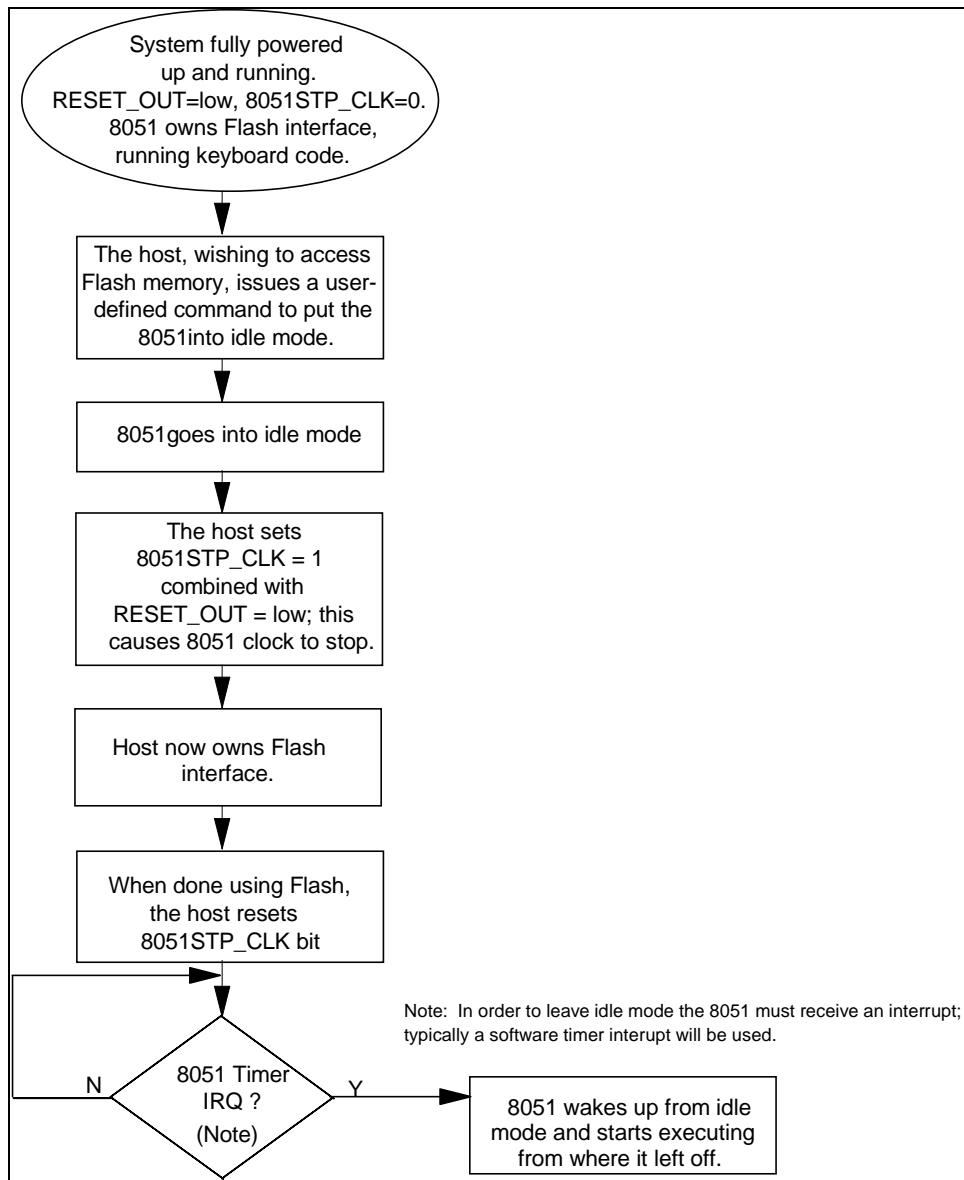 System fully powered
up and running.
RESET_OUT=low, 8051STP_CLK=0.
8051 owns Flash interface,
running keyboard code.
The host, wishing to access
Flash memory, issues a user-
defined command to put the
8051into idle mode.
8051goes into idle mode
The host sets
8051STP_CLK = 1
combined with
RESET_OUT = low; this
causes 8051 clock to stop.
Host now owns Flash
interface.
When done using Flash,
the host resets
8051STP_CLK bit
Note: In order to leave idle mode the 8051 must receive an interrupt;
typically a software timer interupt will be used.
N
8051 Timer
IRQ ?
(Note)
Y
8051 wakes up from idle
mode and starts executing
from where it left off.